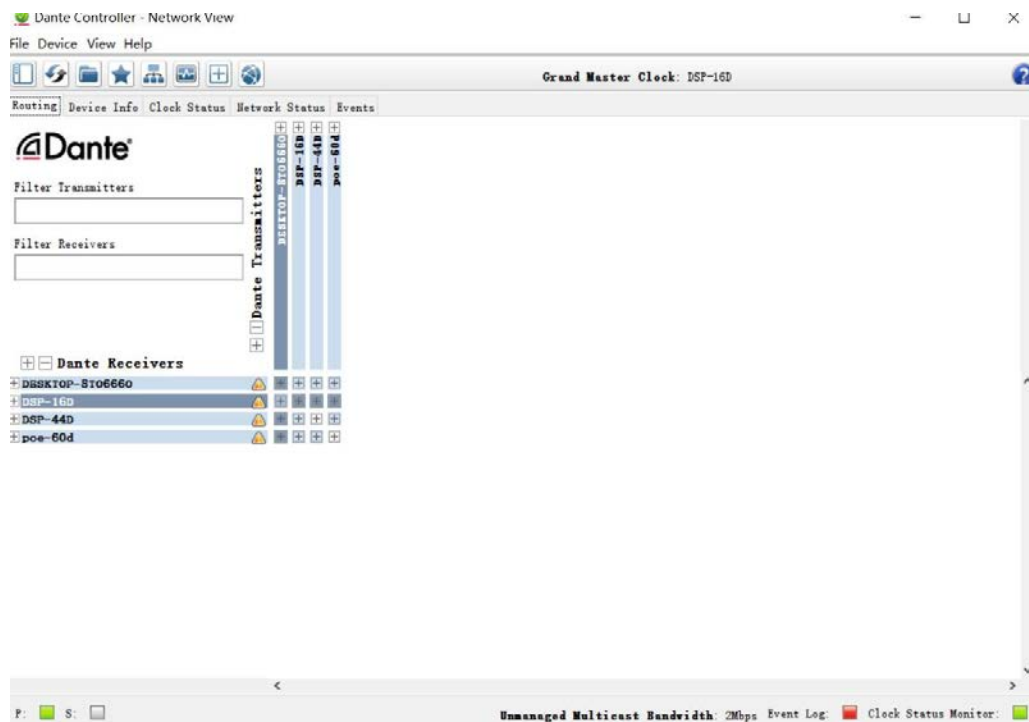 Dante Controller - Network View
File Device View Help
Grand Master Clock: DSP-16D
Routing Device Info Clock Status Network Status Events
Dante
Filter Transmitters
Filter Receivers
Dante Transmitters
DESKTOP-8TO6660
DSP-16D
DSP-44D
poe-60d
Dante Receivers
DESKTOP-8TO6660
DSP-16D
DSP-44D
poe-60d
P: S:
Unmanaged Multicast Bandwidth: 2Mbps Event Log: Clock Status Monitor: